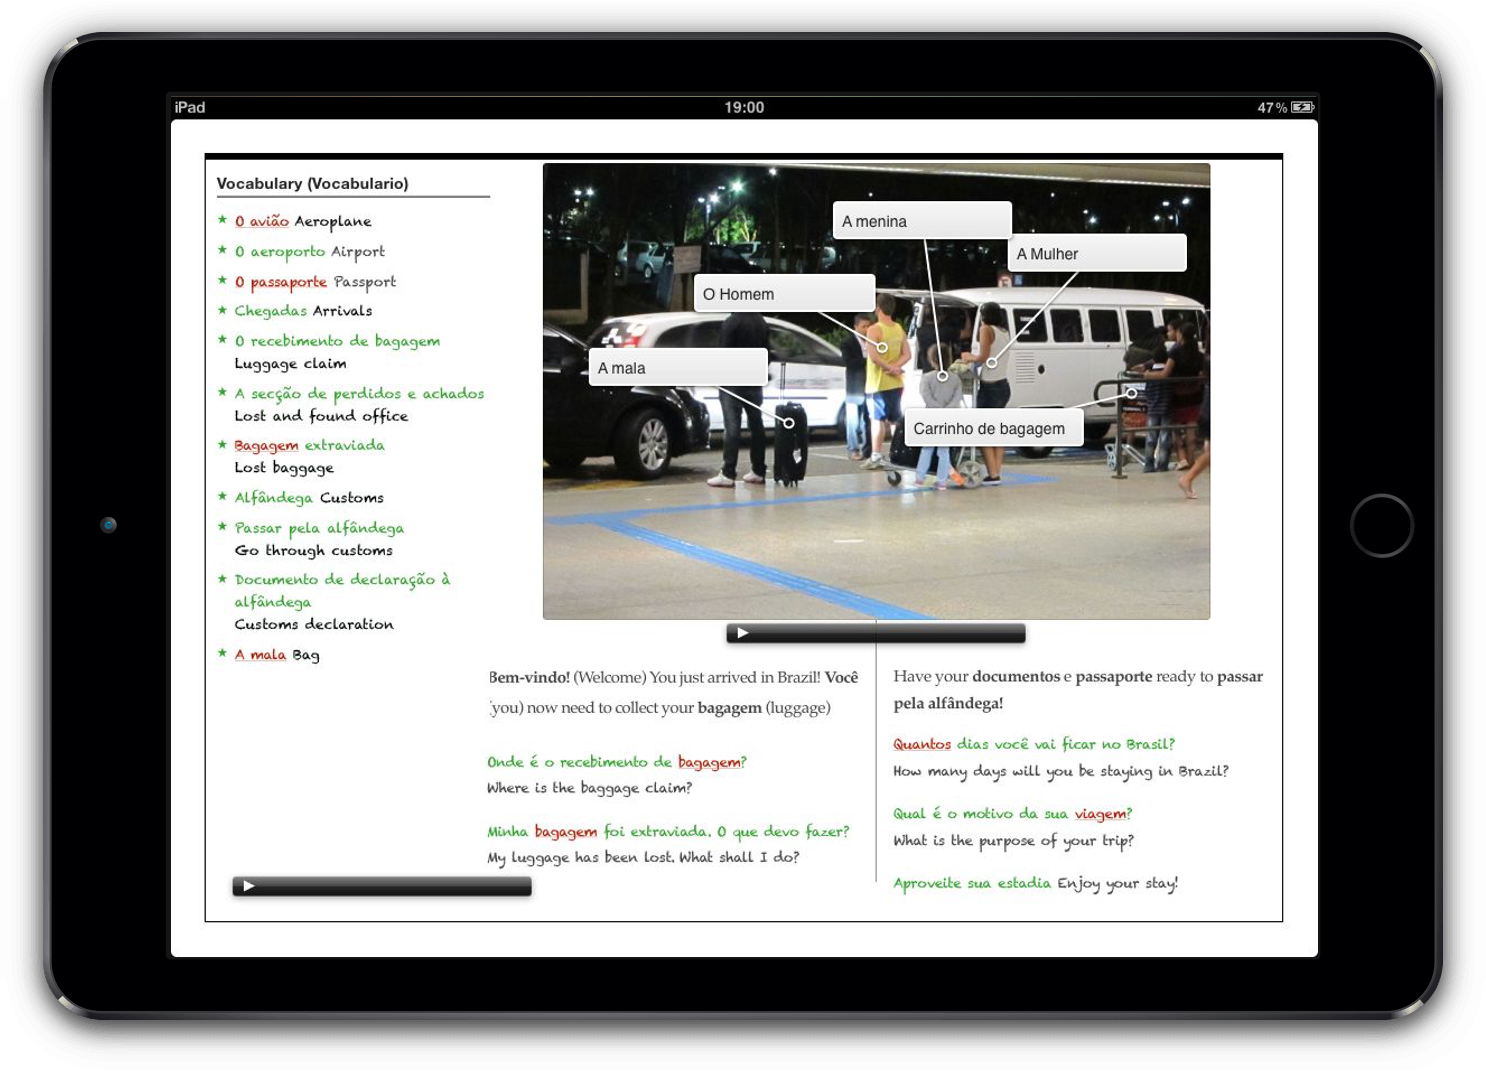 iPad
19:00
47%
Vocabulary (Vocabulario)
O avião Aeroplane
O aeroporto Airport
O passaporte Passport
Chegadas Arrivals
O recebimento de bagagem
Luggage claim
A secção de perdidos e achados
Lost and found office
Bagagem extraviada
Lost baggage
Alfândega Customs
Passar pela alfândega
Go through customs
Documento de declaração à
alfândega
Customs declaration
A mala Bag
A menina
A Mulher
O Homem
A mala
Carrinho de bagagem
Bem-vindo! (Welcome) You just arrived in Brazil! Você
(you) now need to collect your bagagem (luggage)
Onde é o recebimento de bagagem?
Where is the baggage claim?
Minha bagagem foi extraviada. O que devo fazer?
My luggage has been lost. What shall I do?
Have your documentos e passaporte ready to passar
pela alfândega!
Quantos dias você vai ficar no Brasil?
How many days will you be staying in Brazil?
Qual é o motivo da sua viagem?
What is the purpose of your trip?
Aproveite sua estadia Enjoy your stay!